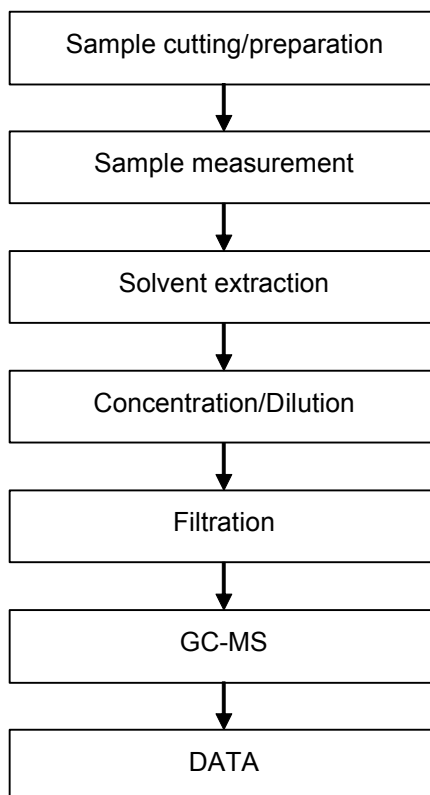 Sample cutting/preparation
Sample measurement
Solvent extraction
Concentration/Dilution
Filtration
GC-MS
DATA